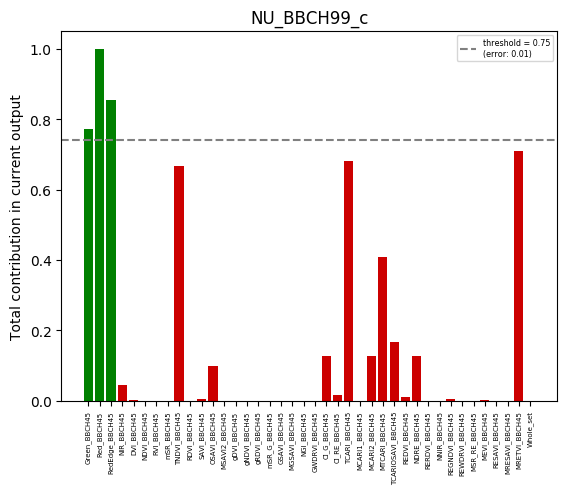 NU_BBCH99_c
threshold = 0.75
(error: 0.01)
Total contribution in current output
1.0
0.8
0.6
0.4
0.2
0.0
Green_BBCH45
Red_BBCH45
RedEdge_BBCH45
NIR_BBCH45
DVI_BBCH45
NDVI_BBCH45
RVI_BBCH45
mSR_BBCH45
TNDVI_BBCH45
RDVI_BBCH45
SAVI_BBCH45
OSAVI_BBCH45
MSAVI2_BBCH45
gDVI_BBCH45
gNDVI_BBCH45
gRDVI_BBCH45
mSR_G_BBCH45
GSAVI_BBCH45
MGSAVI_BBCH45
NGI_BBCH45
GWDRVI_BBCH45
CI_G_BBCH45
CI_RE_BBCH45
TCARI_BBCH45
MCARI1_BBCH45
MCARI2_BBCH45
MTCARI_BBCH45
TCARIOSAVI_BBCH45
REDVI_BBCH45
NDRE_BBCH45
RERDVI_BBCH45
NNIR_BBCH45
REGNDVI_BBCH45
REWDRVI_BBCH45
MSR_RE_BBCH45
MEVI_BBCH45
RESAVI_BBCH45
MRESAVI_BBCH45
MRETVI_BBCH45
Whole_set